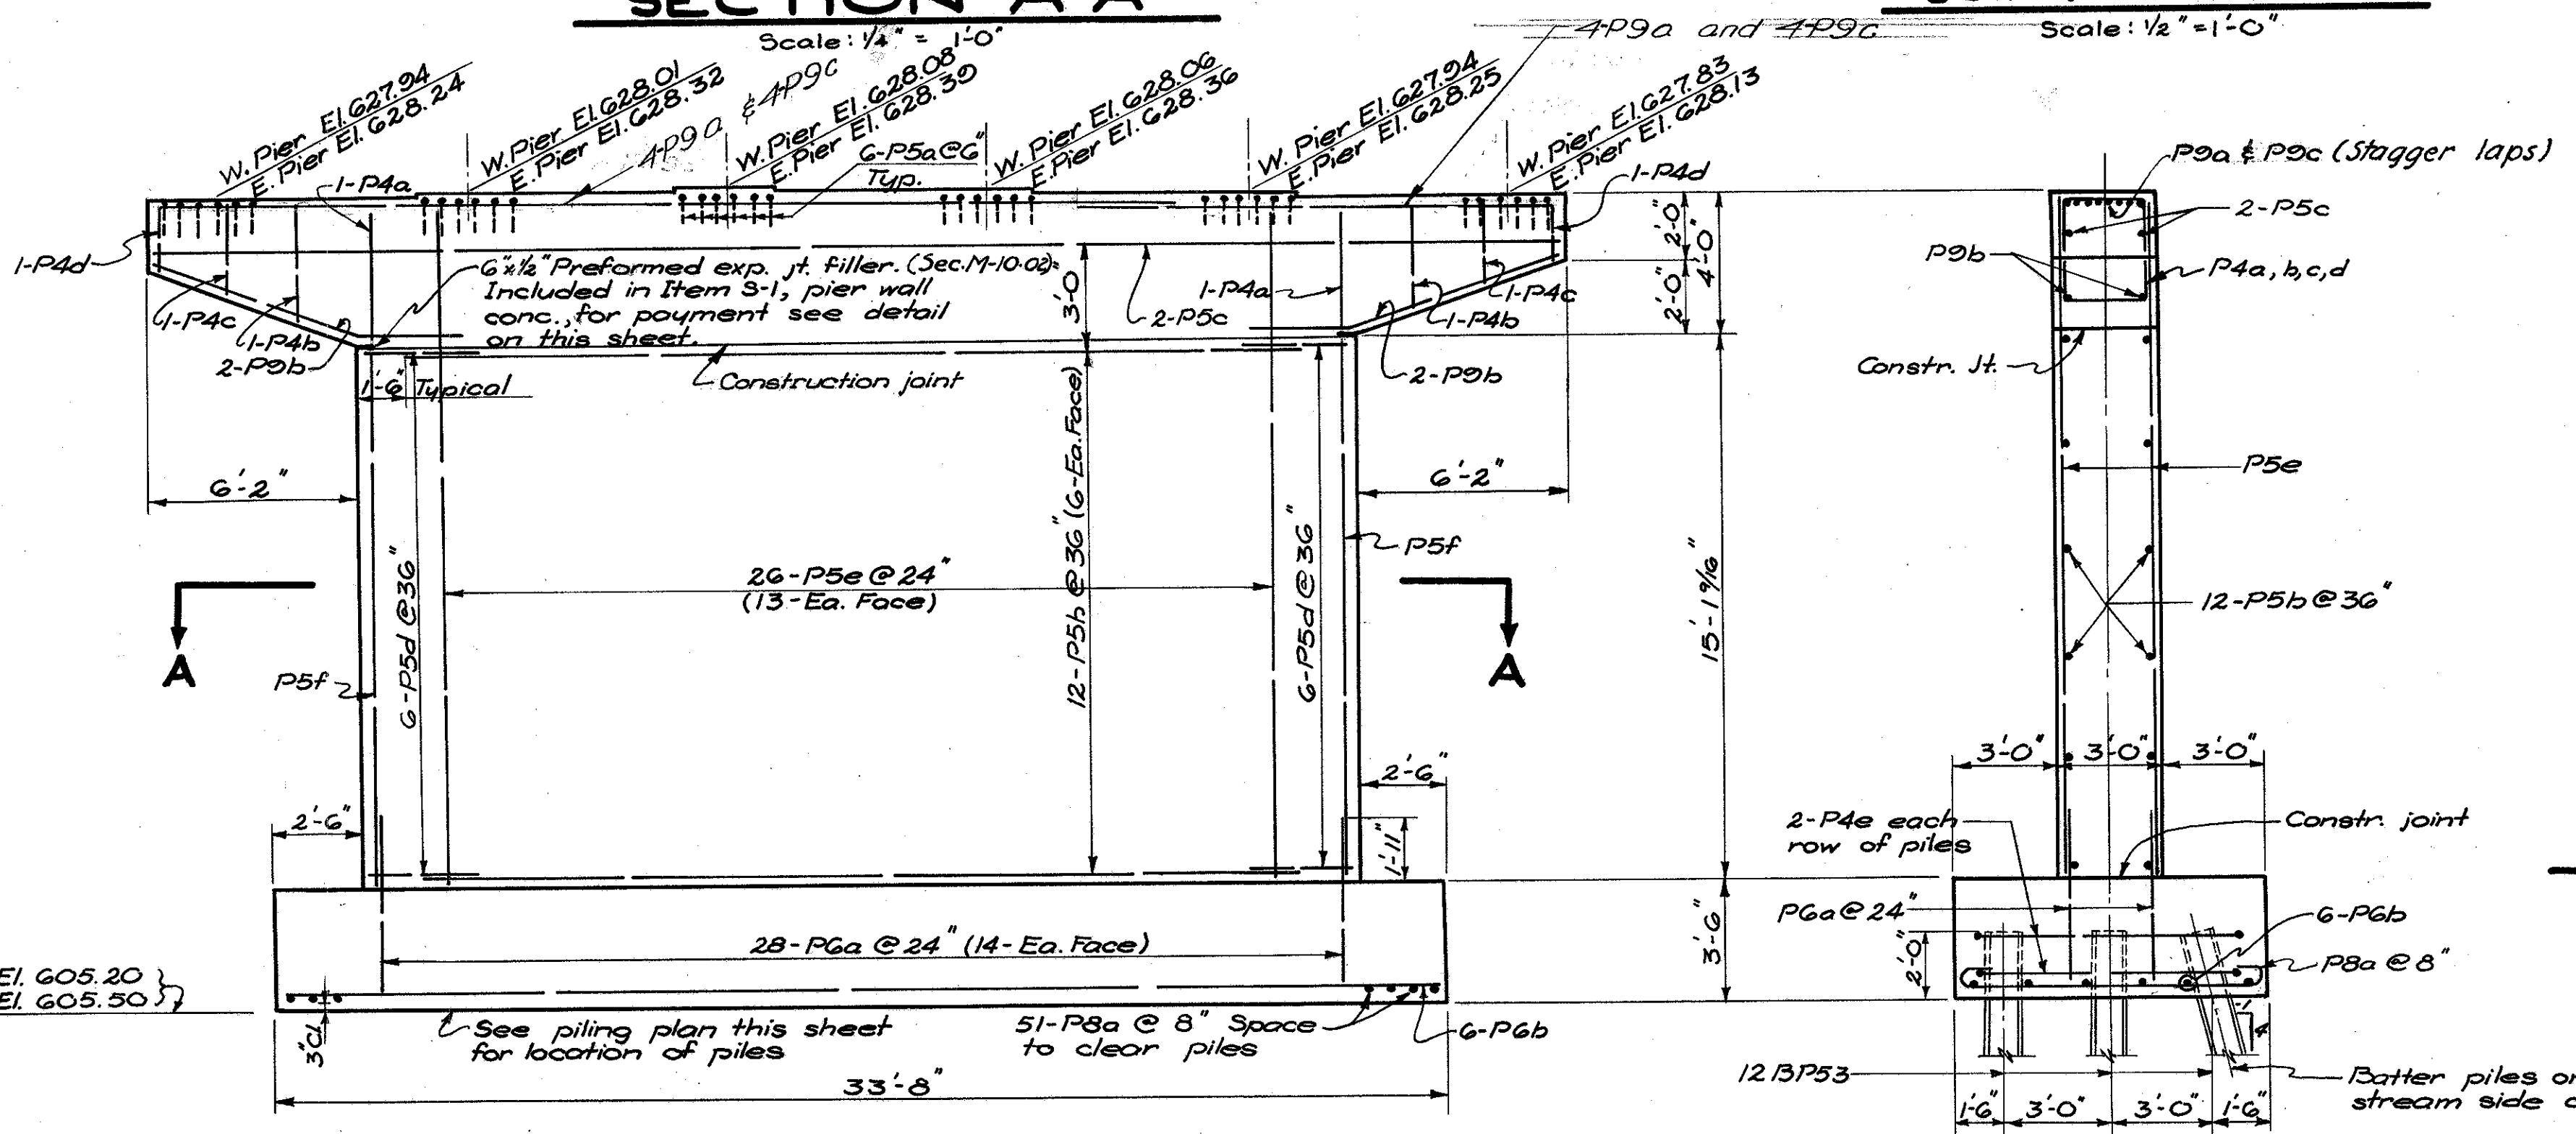 SECTION A-A
Scale: 1/4" = 1'-0"
Scale: 1/2" = 1'-0"
4-P9a and 4-P9c
4-P9a & 4-P9c
W. Pier El. 627.94
E. Pier El. 628.24
W. Pier El. 628.01
E. Pier El. 628.32
W. Pier El. 628.08
E. Pier El. 628.39
W. Pier El. 628.06
E. Pier El. 628.36
W. Pier El. 627.94
E. Pier El. 628.25
W. Pier El. 627.83
E. Pier El. 628.13
6-P5a@6"
Typ.
1-P4a
1-P4d
1-P4d
6"x1/2" Preformed exp. jt. filler. (Sec. M-10.02)
Included in Item S-1, pier wall
conc., for payment see detail
on this sheet.
3'-0
2-P5c
1-P4a
1-P4c
1-P4b
2-P9b
1-P4c
1-P4b
2-P9b
2'-0"
2'-0"
4'-0"
1'-6" Typical
Construction joint
6'-2"
6'-2"
6-P5d @36"
26-P5e @ 24"
(13-Ea. Face)
12-P5b @ 36" (6-Ea. Face)
6-P5d @ 36"
P5f
P5f
A
A
15'-1 9/16"
2'-6"
2'-6"
1'-11"
3'-6"
28-P6a @ 24" (14-Ea. Face)
El. 605.20
El. 605.50
3" Cl.
See piling plan this sheet
for location of piles
51-P8a @ 8" Space
to clear piles
6-P6b
33'-8"
P9a & P9c (Stagger laps)
2-P5c
P9b
P4a, b, c, d
Constr. Jt.
P5e
12-P5b @ 36"
3'-0"
3'-0"
3'-0"
2-P4e each
row of piles
Constr. joint
P6a @ 24"
6-P6b
2'-0"
P8a @ 8"
1
4
12 BP53
Batter piles
stream side
1'-6"
3'-0"
3'-0"
1'-6"